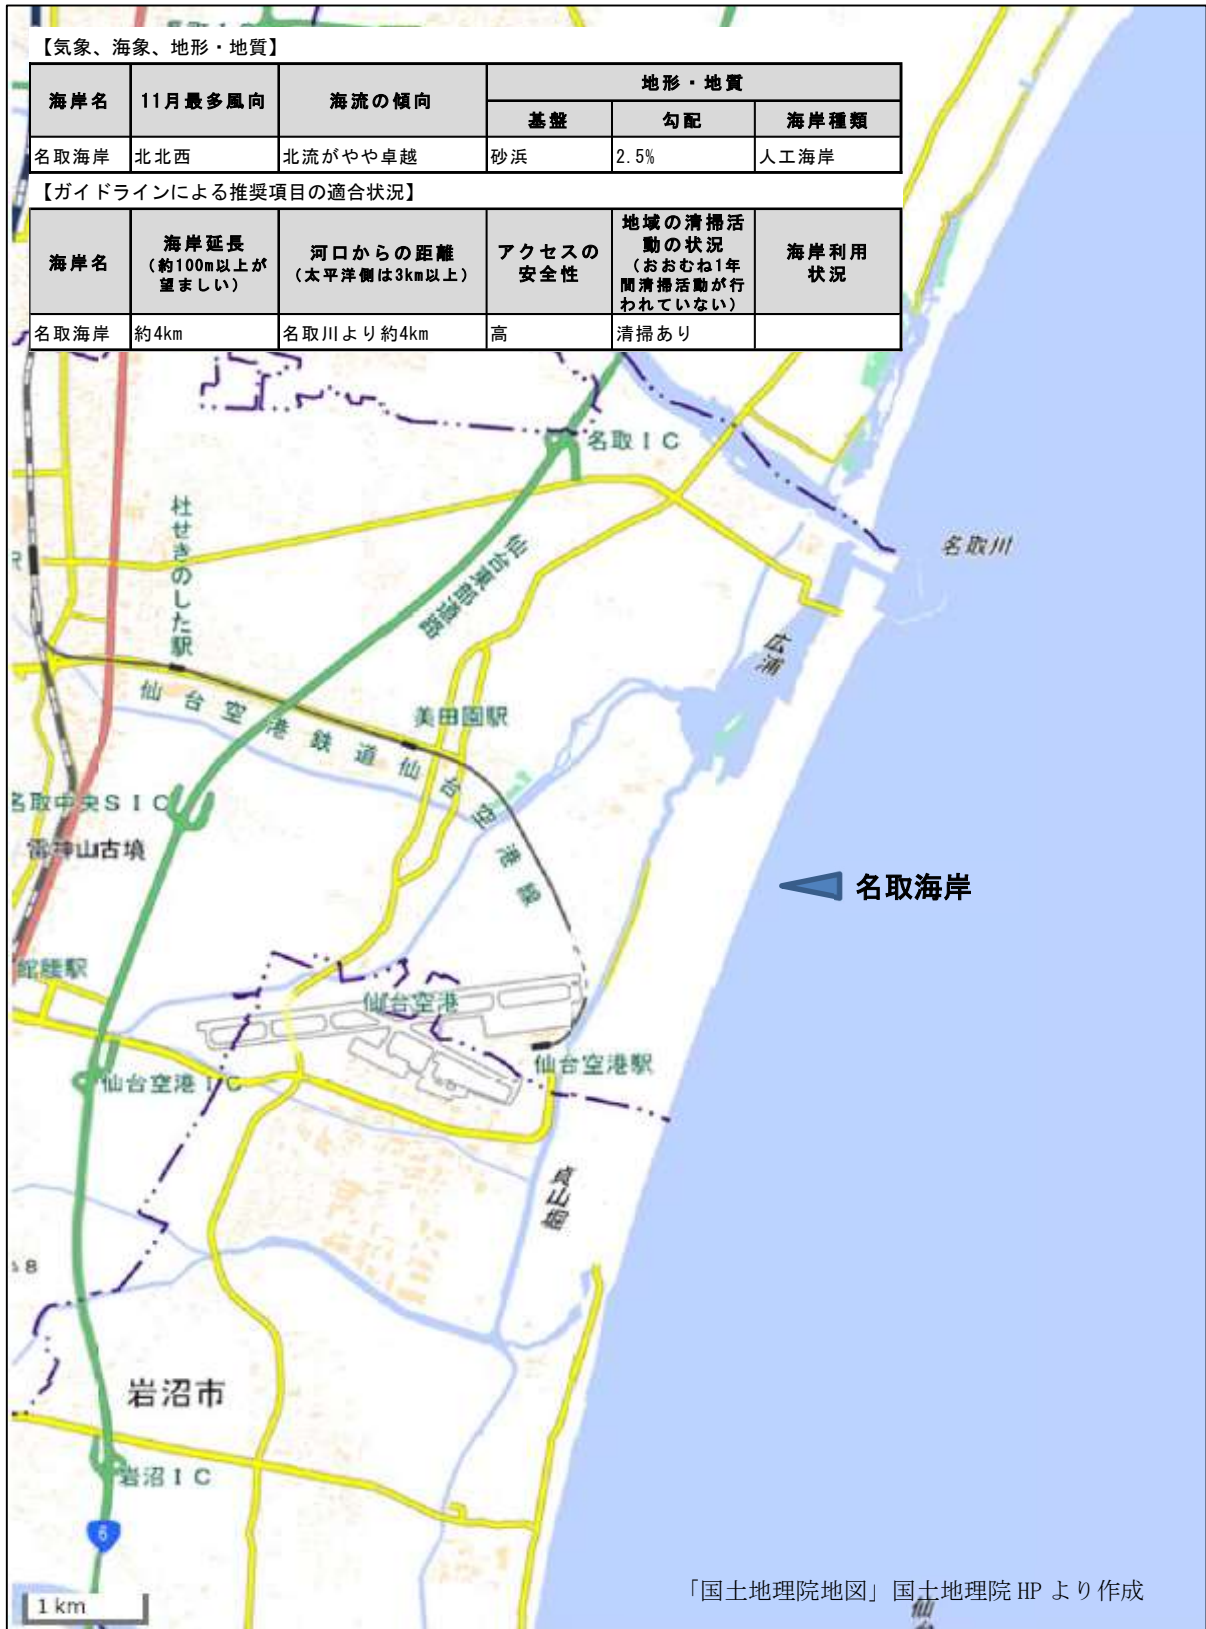 【気象、海象、地形・地質】
海岸名 11月最多風向 海流の傾向 地形・地質
基盤 勾配 海岸種類
名取海岸 北北西 北流がやや卓越 砂浜 2.5% 人工海岸
【ガイドラインによる推奨項目の適合状況】
海岸名 海岸延長 (約100m以上が望ましい) 河口からの距離 (太平洋側は3km以上) アクセスの安全性 地域の清掃活動の状況 (おおむね1年間清掃活動が行われていない) 海岸利用状況
名取海岸 約4km 名取川より約4km 高 清掃あり
名取IC
杜せきのした駅
仙台東部道路
名取川
広浦
仙台空港鉄道仙台空港線
美田園駅
名取中央SIC
雷神山古墳
名取海岸
館腰駅
仙台空港
仙台空港駅
仙台空港IC
貞山堀
8
岩沼市
岩沼IC
6
1 km
「国土地理院地図」国土地理院 HP より作成
仙